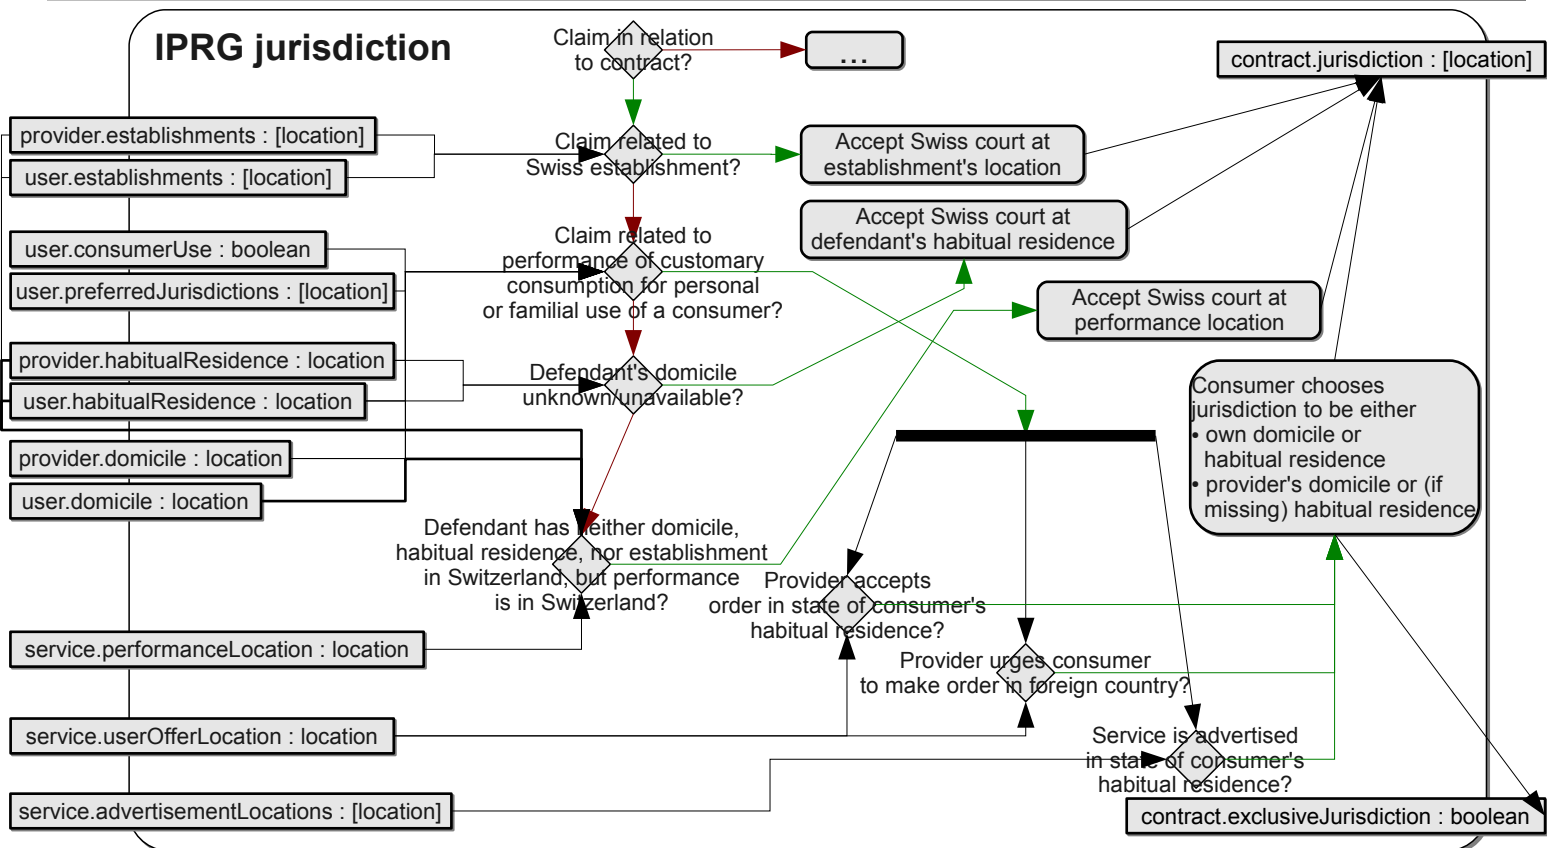 IPRG jurisdiction
Claim in relation
to contract?
...
contract.jurisdiction : [location]
provider.establishments : [location]
user.establishments : [location]
Claim related to
Swiss establishment?
Accept Swiss court at
establishment's location
Accept Swiss court at
defendant's habitual residence
user.consumerUse : boolean
user.preferredJurisdictions : [location]
Claim related to
performance of customary
consumption for personal
or familial use of a consumer?
Accept Swiss court at
performance location
provider.habitualResidence : location
user.habitualResidence : location
Defendant's domicile
unknown/unavailable?
Consumer chooses
jurisdiction to be either
• own domicile or
habitual residence
• provider's domicile or (if
missing) habitual residence
provider.domicile : location
user.domicile : location
Defendant has neither domicile,
habitual residence, nor establishment
in Switzerland, but performance
is in Switzerland?
Provider accepts
order in state of consumer's
habitual residence?
service.performanceLocation : location
Provider urges consumer
to make order in foreign country?
service.userOfferLocation : location
Service is advertised
in state of consumer's
habitual residence?
service.advertisementLocations : [location]
contract.exclusiveJurisdiction : boolean